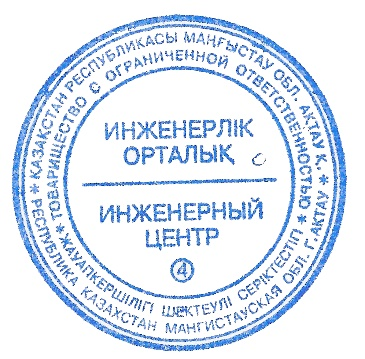 ҚАЗАҚСТАН РЕСПУБЛИКАСЫ МАҢҒЫСТАУ ОБЛ. АКТАУ Қ. *
РЕСПУБЛИКА КАЗАХСТАН МАНГИСТАУСКАЯ ОБЛ. Г. АКТАУ *
ТОВАРИЩЕСТВО С ОГРАНИЧЕННОЙ ОТВЕТСТВЕННОСТЬЮ *
ЖАУАПКЕРШІЛІГІ ШЕКТЕУЛІ СЕРІКТЕСТІГІ *
ИНЖЕНЕРЛІК
ОРТАЛЫҚ
ИНЖЕНЕРНЫЙ
ЦЕНТР
4